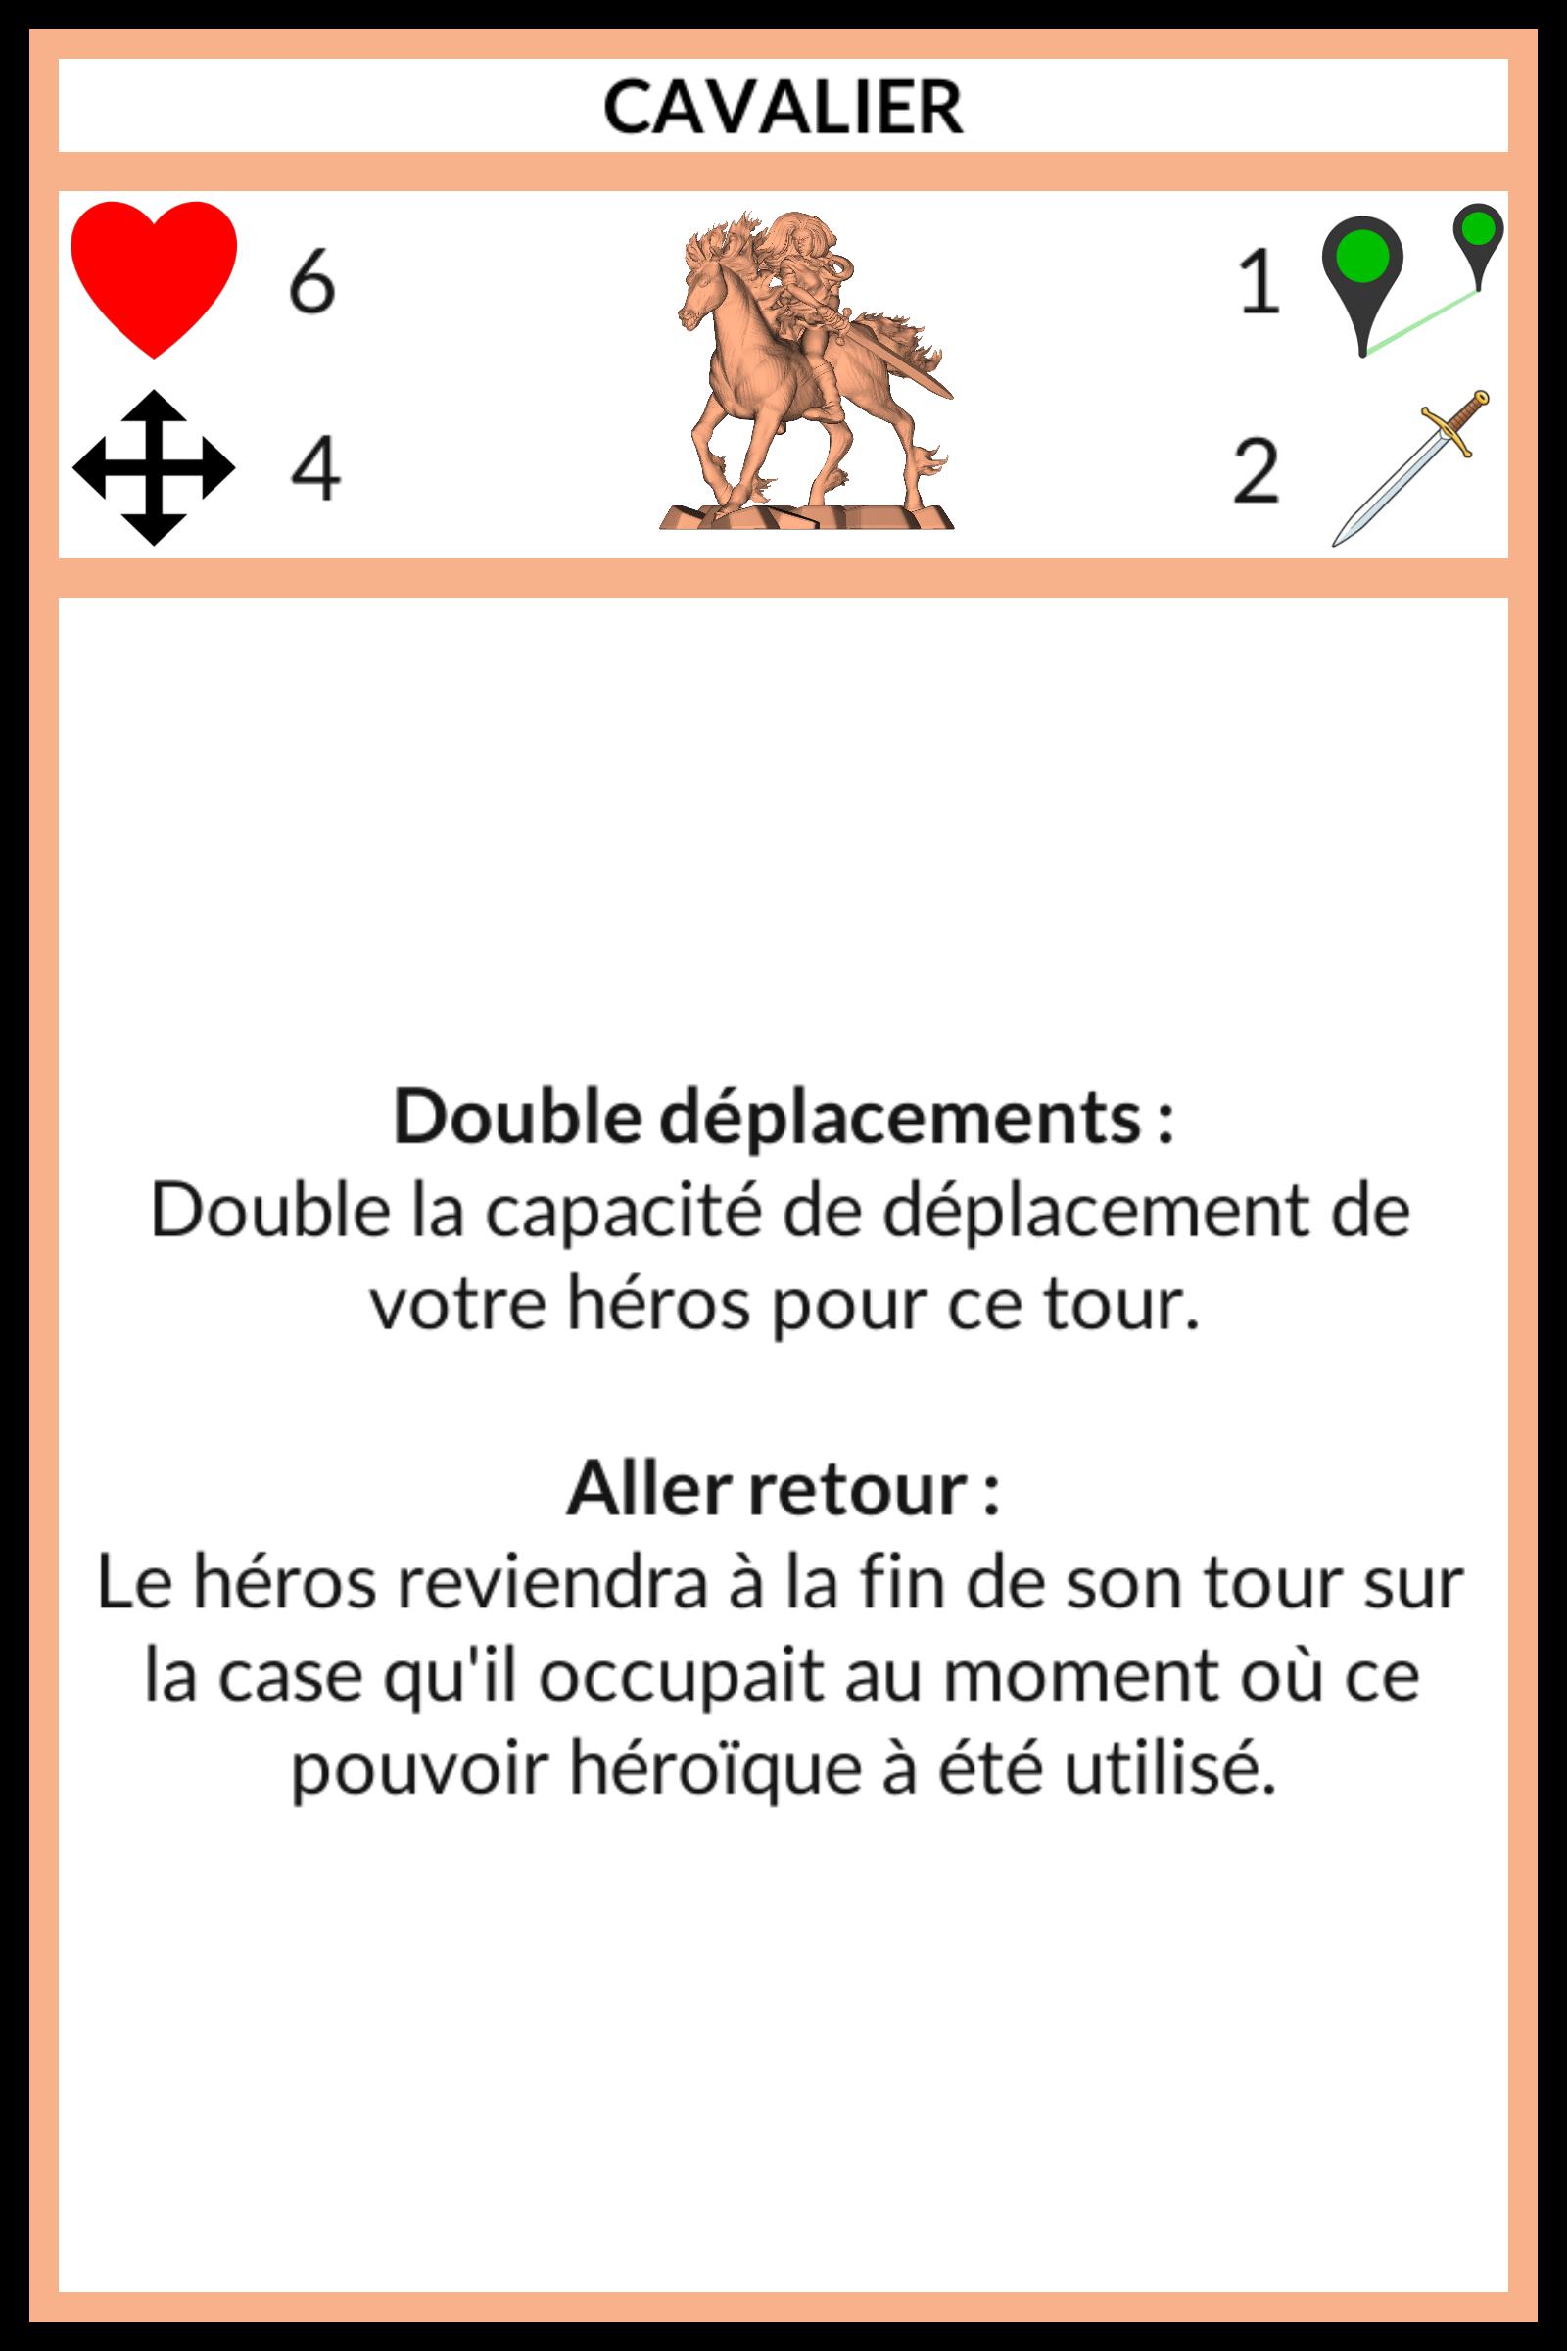 CAVALIER
6
1
4
2
Double déplacements :
Double la capacité de déplacement de
votre héros pour ce tour.
Aller retour :
Le héros reviendra à la fin de son tour sur
la case qu'il occupait au moment où ce
pouvoir héroïque à été utilisé.